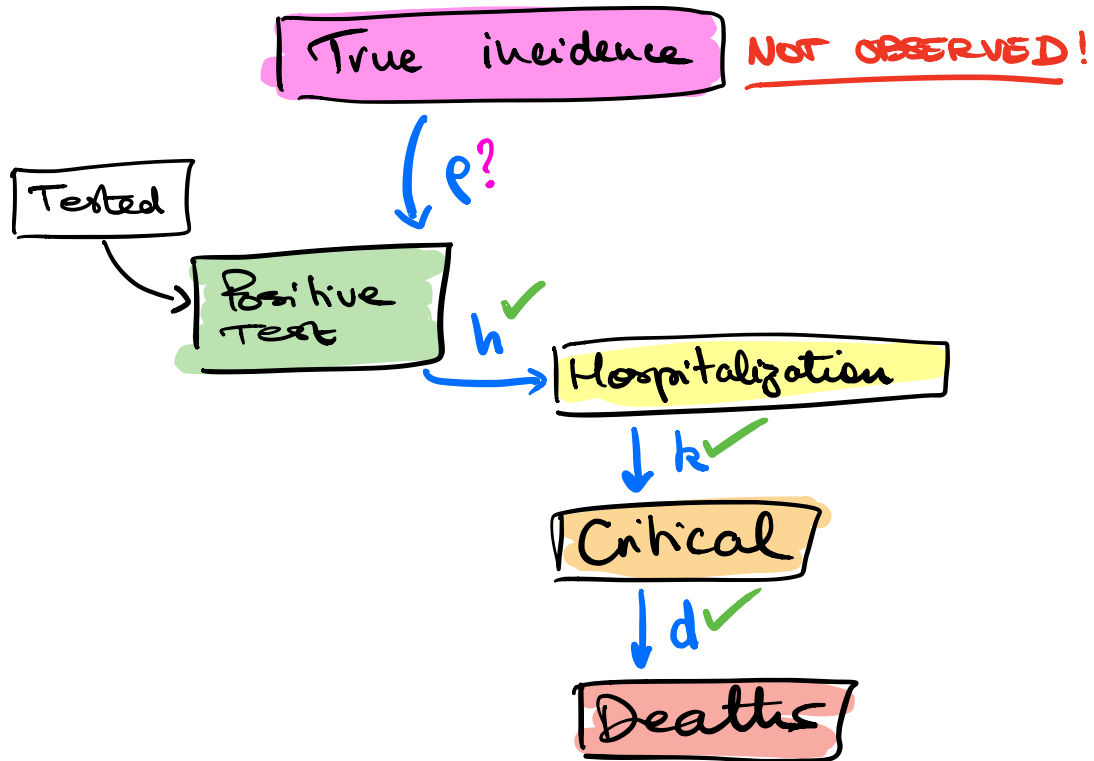 True incidence
NOT OBSERVED!
ρ?
Tested
Positive
Test
h
Hospitalization
k
Critical
d
Deaths